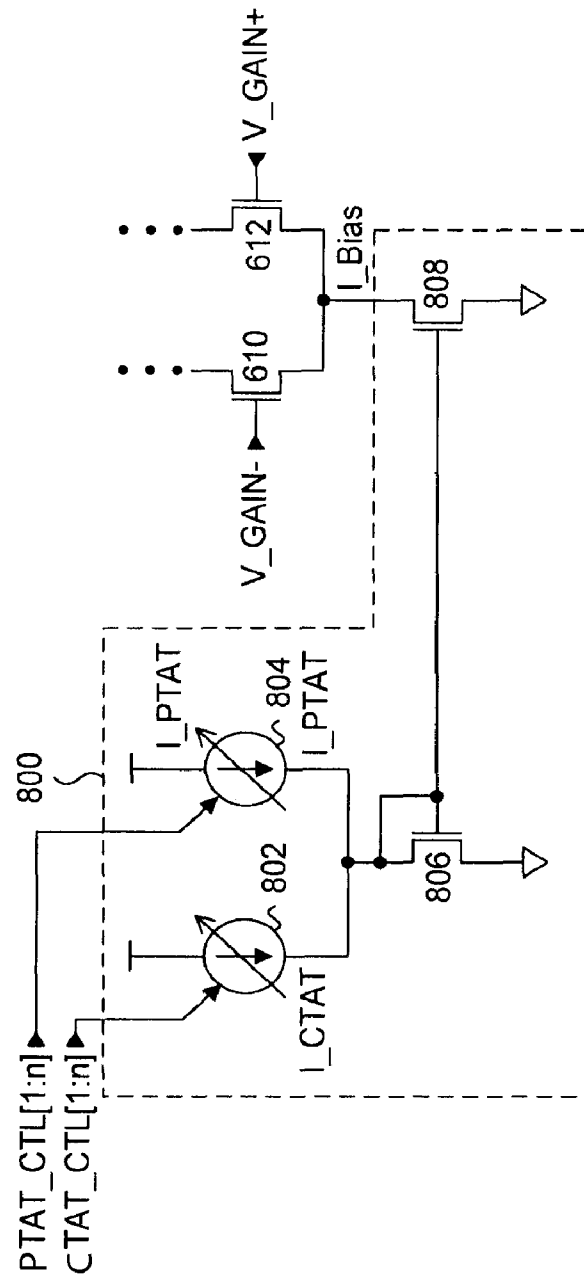 PTAT_CTL[1:n]
CTAT_CTL[1:n]
800
I_PTAT
804
I_PTAT
802
I_CTAT
806
V_GAIN-
610
612
V_GAIN+
I_Bias
808